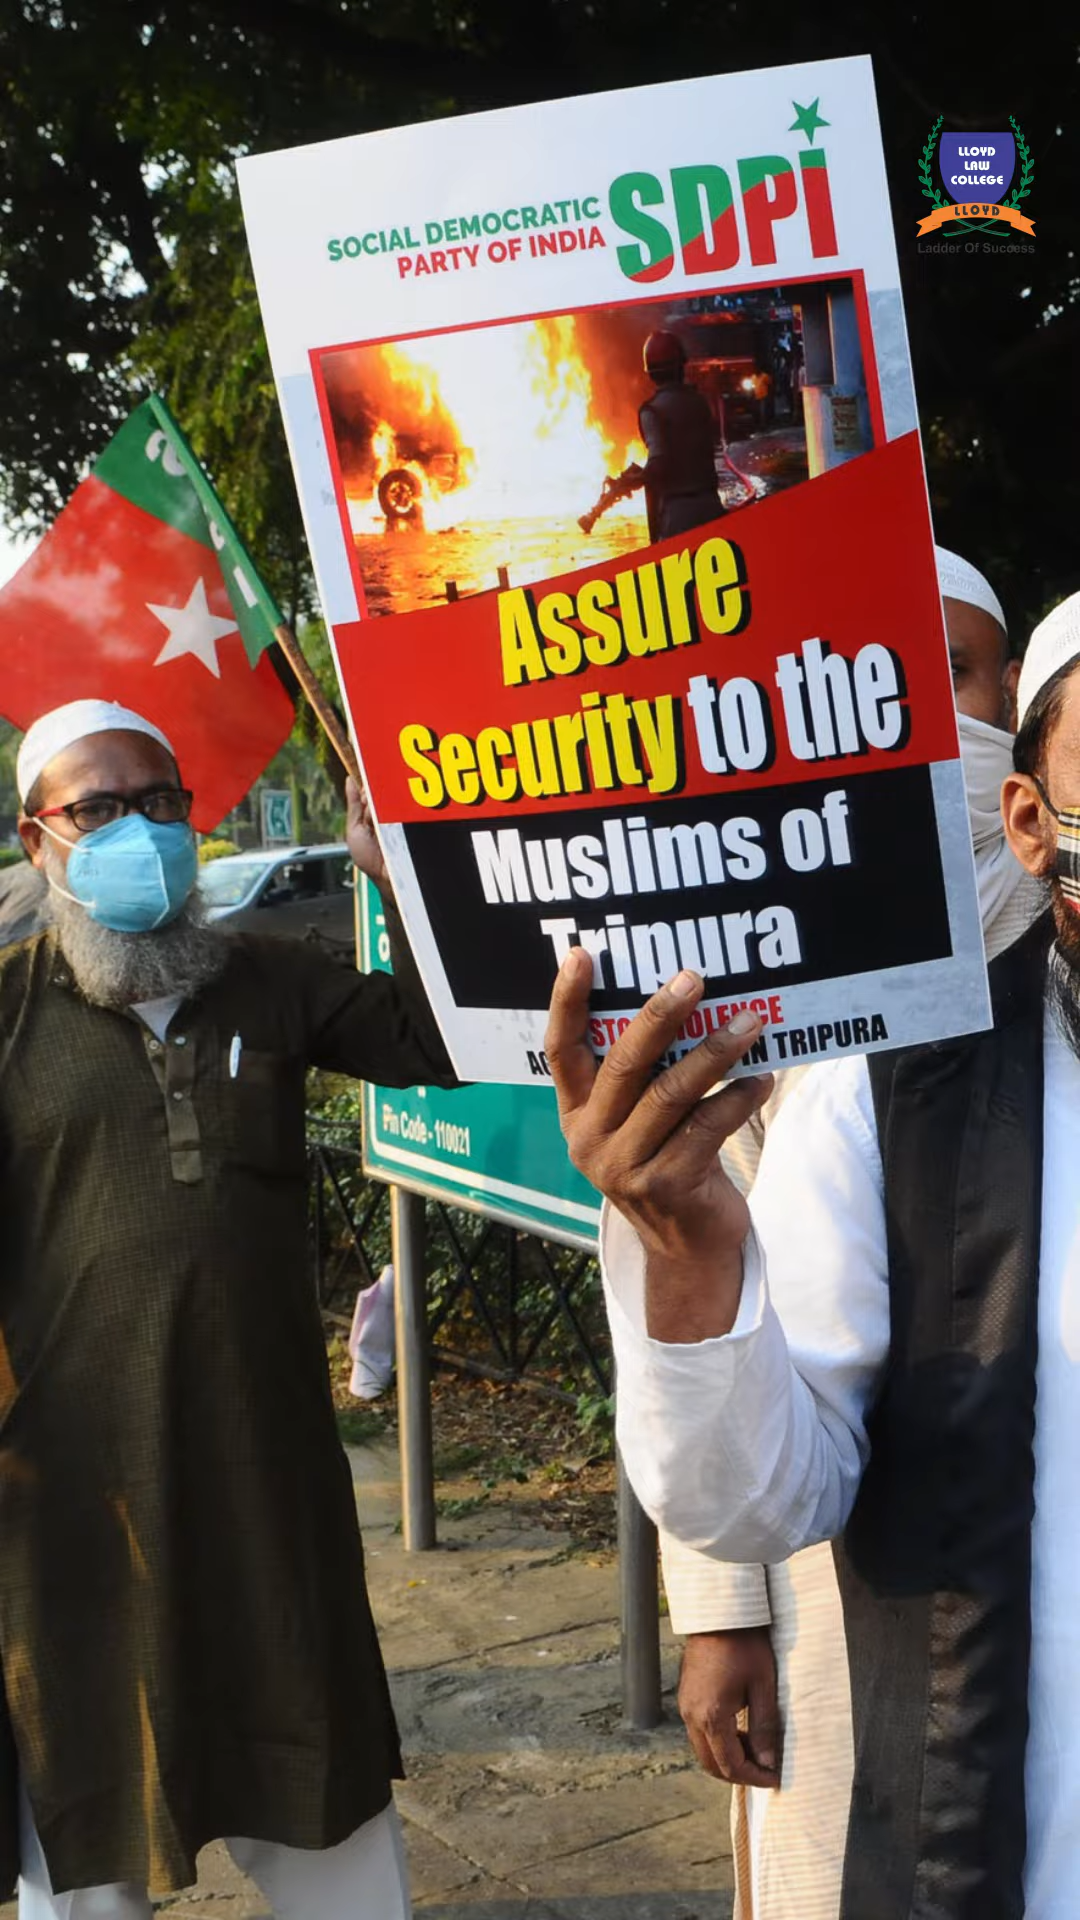 SOCIAL DEMOCRATIC
PARTY OF INDIA
SDPI
LLOYD
LAW
COLLEGE
LLOYD
Ladder Of Success
Assure
Security to the
Muslims of
Tripura
IN TRIPURA
Pin Code - 110021